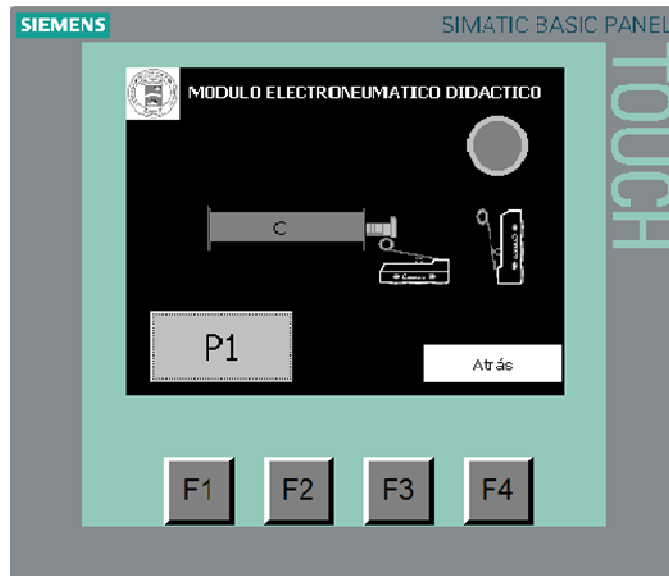 SIEMENS
SIMATIC BASIC PANEL
TOUCH
MODULO ELECTRONEUMATICO DIDACTICO
C
P1
Atrás
F1
F2
F3
F4